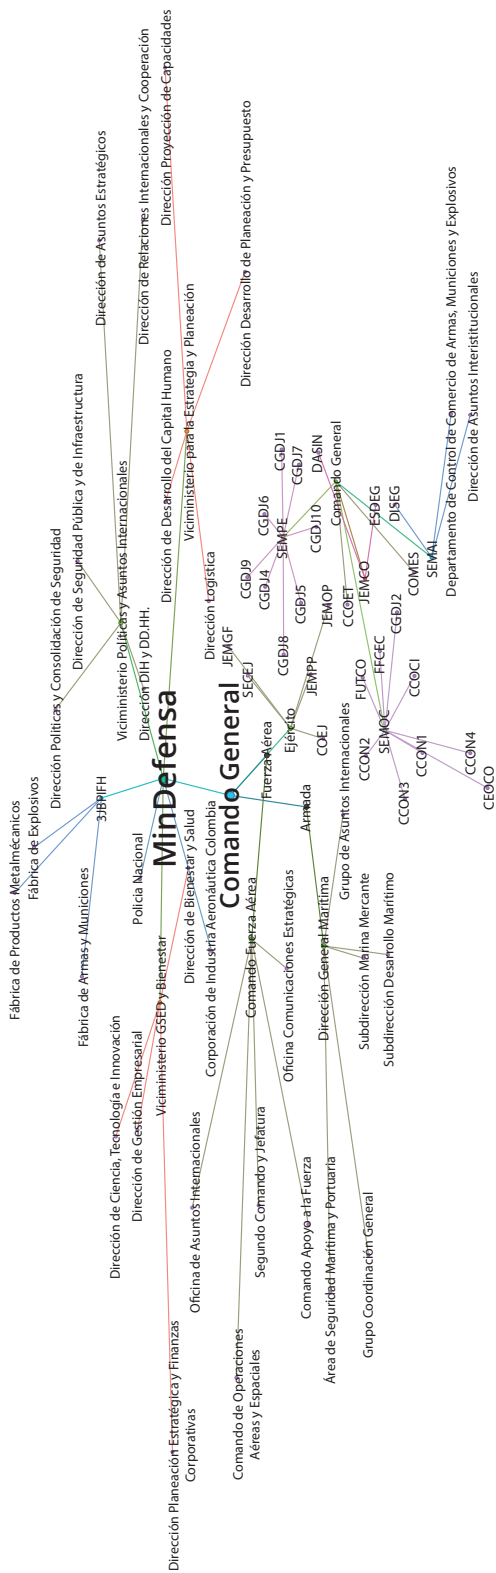 Fábrica de Productos Metalmécanicos
Fábrica de Explosivos
Dirección Políticas y Consolidación de Seguridad
Dirección de Seguridad Pública y de Infraestructura
Fábrica de Armas y Municiones
3JBPIFH
Dirección de Asuntos Estratégicos
Dirección de Ciencia, Tecnología e Innovación
Viciministerio Políticas y Asuntos Internacionales
Dirección de Gestión Empresarial
Policia Nacional
Dirección DIH y DD.HH.
Dirección de Relaciones Internacionales y Cooperación
Viciministerio GSED y Bienestar
MinDefensa
Dirección de Desarrollo del Capital Humano
Dirección Proyección de Capacidades
Dirección Planeación Estratégica y Finanzas
Corporativas
Dirección de Bienestar y Salud
Viciministerio para la Estrategia y Planeación
Oficina de Asuntos Internacionales
Corporación de Industria Aeronáutica Colombia
Dirección Logística
Comando General
JEMGF
SECEJ
Comando de Operaciones
Aéreas y Espaciales
Comando Fuerza Aérea
CGDJ9
Dirección Desarrollo de Planeación y Presupuesto
Segundo Comando y Jefatura
Fuerza Aérea
CGDJ4
CGDJ6
CGDJ5
SEMPE
CGDJ1
CGDJ8
Oficina Comunicaciones Estratégicas
Ejército
CGDJ7
Comando Apoyo a la Fuerza
Armada
JEMPP
CGDJ10
DASIN
COEJ
JEMOP
Área de Seguridad Marítima y Portuaria
Dirección General Marítima
Comando General
Grupo de Asuntos Internacionales
CCOET
Grupo Coordinación General
Subdirección Marina Mercante
CCON2
FUTCO
JEMCO
ESDEG
Subdirección Desarrollo Marítimo
CCON3
SEMOC
FFCEC
DISEG
CGDJ2
CCOCI
COMES
CCON1
SEMAI
Departamento de Control de Comercio de Armas, Municiones y Explosivos
CCON4
Dirección de Asuntos Interistitucionales
CEOCO